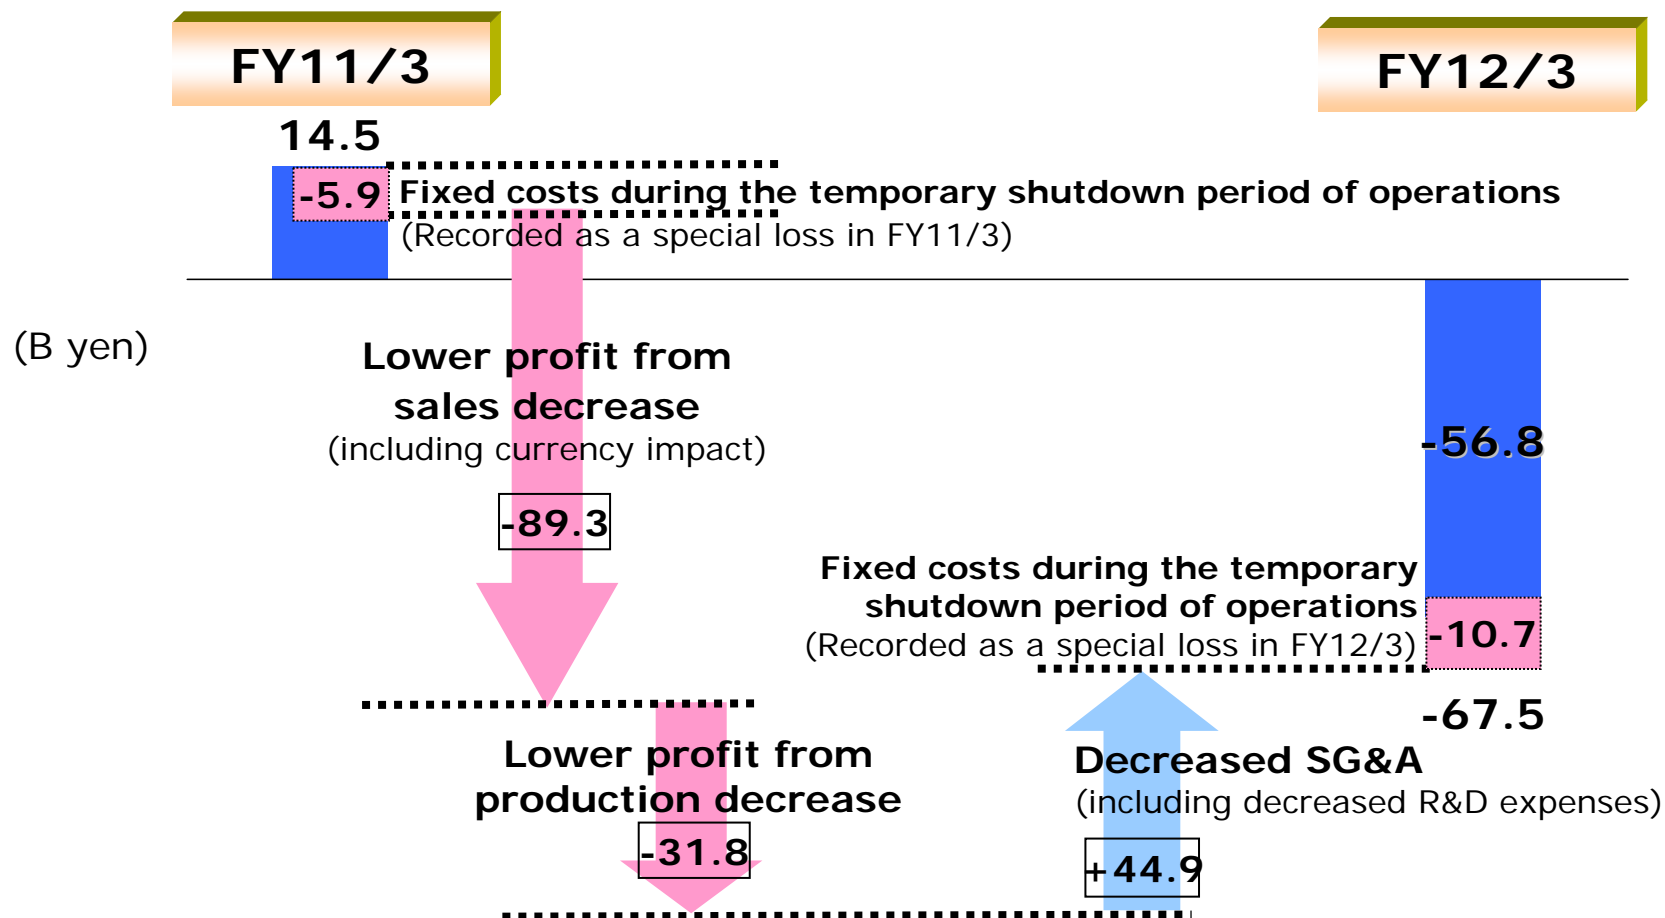 FY11/3
FY12/3
14.5
-5.9
Fixed costs during the temporary shutdown period of operations
(Recorded as a special loss in FY11/3)
(B yen)
Lower profit from
sales decrease
(including currency impact)
-89.3
-56.8
Fixed costs during the temporary
shutdown period of operations
(Recorded as a special loss in FY12/3)
-10.7
-67.5
Lower profit from
production decrease
-31.8
Decreased SG&A
(including decreased R&D expenses)
+44.9